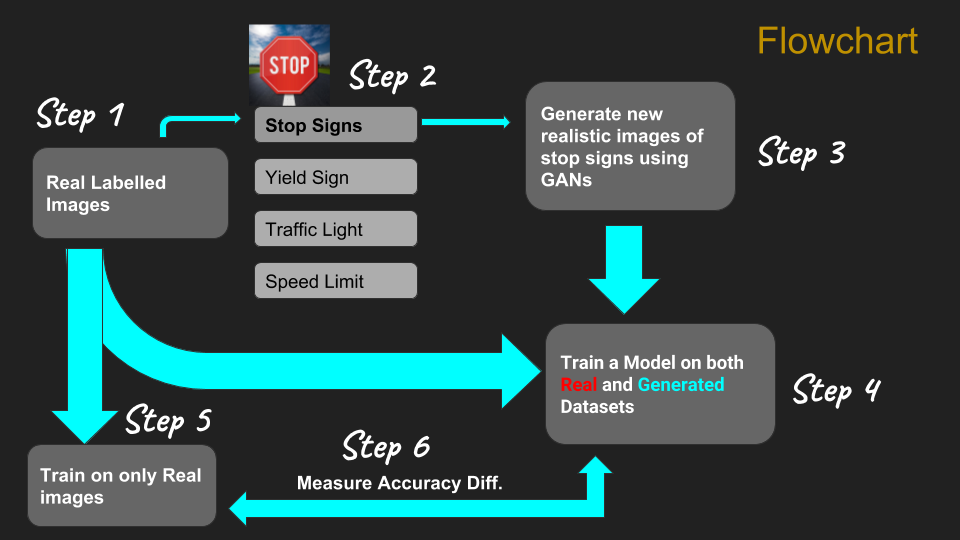 Flowchart
Step 1
Real Labelled
Images
STOP
Step 2
Stop Signs
Yield Sign
Traffic Light
Speed Limit
Generate new
realistic images of
stop signs using
GANs
Step 3
Train a Model on both
Real and Generated
Datasets
Step 4
Step 5
Train on only Real
images
Step 6
Measure Accuracy Diff.